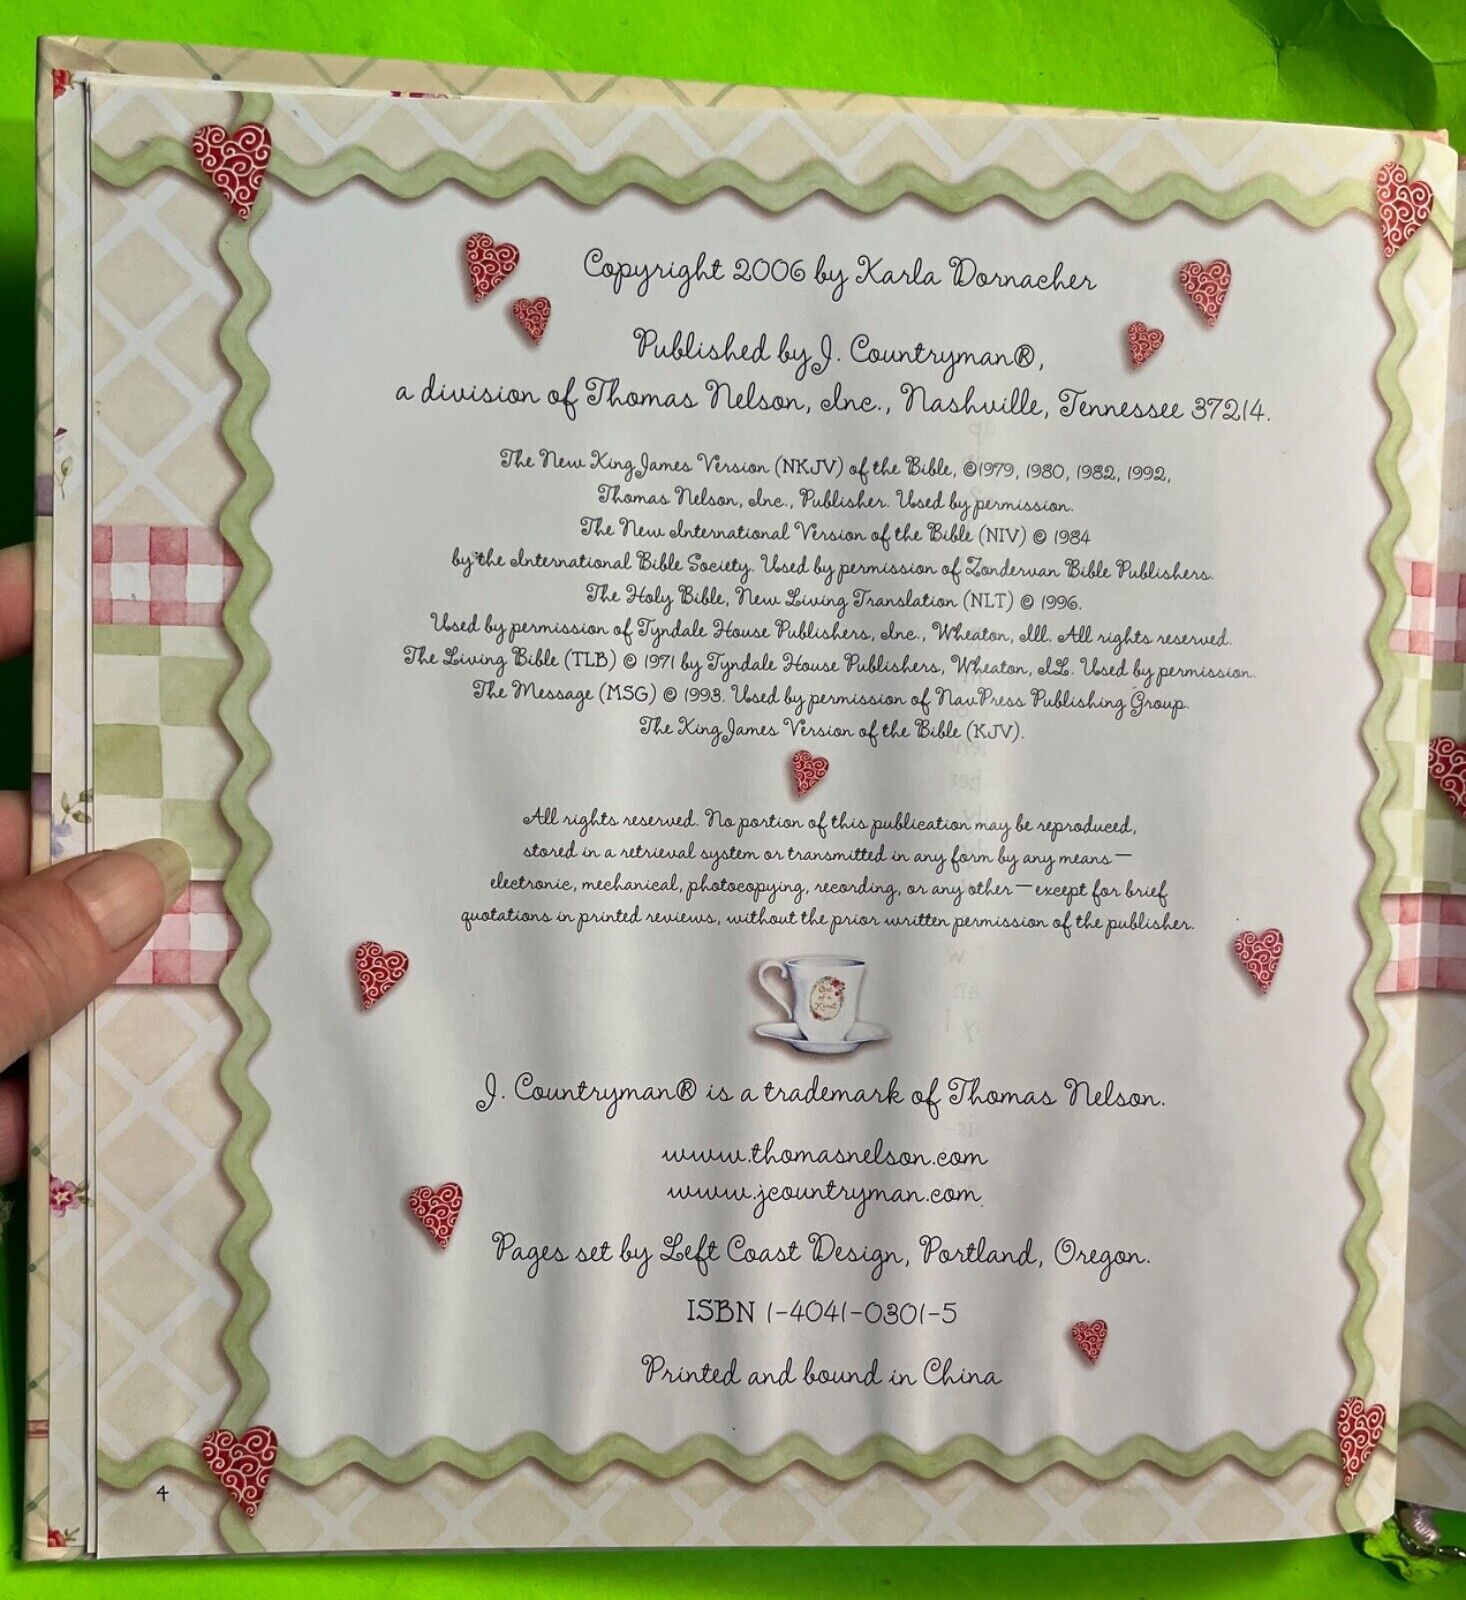 Copyright 2006 by Karla Dornacher
Published by J. Countryman®,
a division of Thomas Nelson, Inc., Nashville, Tennessee 37214.
The New King James Version (NKJV) of the Bible, ©1979, 1980, 1982, 1992,
Thomas Nelson, Inc., Publisher. Used by permission.
The New International Version of the Bible (NIV) © 1984
by the International Bible Society. Used by permission of Zondervan Bible Publishers.
The Holy Bible, New Living Translation (NLT) © 1996.
Used by permission of Tyndale House Publishers, Inc., Wheaton, Ill. All rights reserved.
The Living Bible (TLB) © 1971 by Tyndale House Publishers, Wheaton, IL. Used by permission.
The Message (MSG) © 1993. Used by permission of NavPress Publishing Group.
The King James Version of the Bible (KJV).
All rights reserved. No portion of this publication may be reproduced,
stored in a retrieval system or transmitted in any form by any means—
electronic, mechanical, photocopying, recording, or any other—except for brief
quotations in printed reviews, without the prior written permission of the publisher.
One
of a
Kind
J. Countryman® is a trademark of Thomas Nelson.
www.thomasnelson.com
www.jcountryman.com
Pages set by Left Coast Design, Portland, Oregon.
ISBN 1-4041-0301-5
Printed and bound in China
4